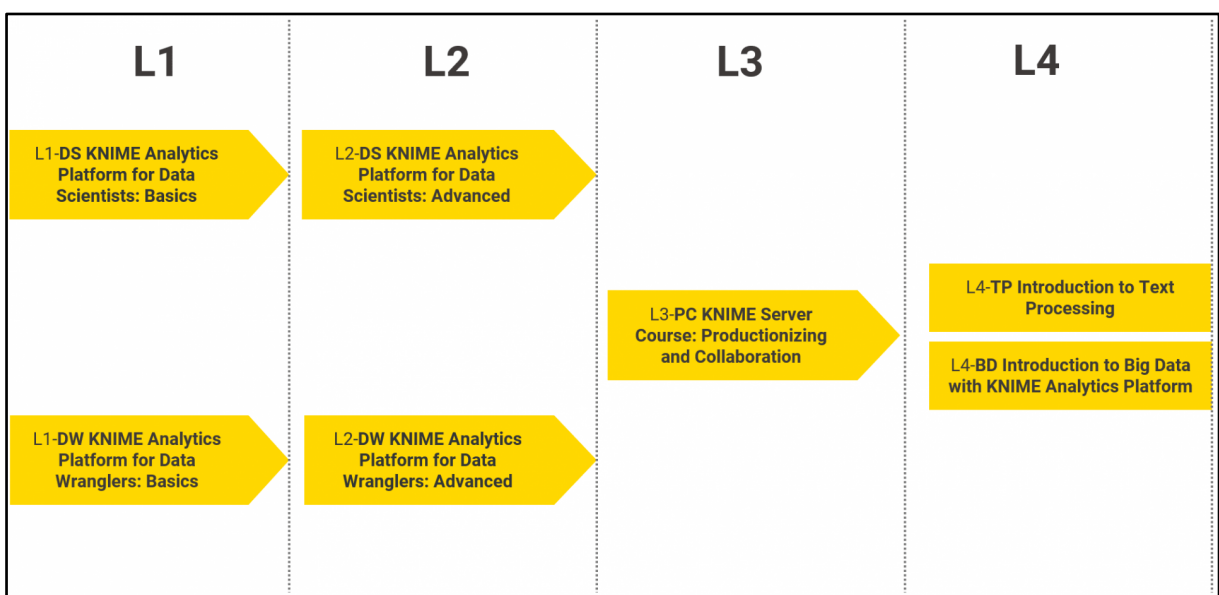 L1
L2
L3
L4
L1-DS KNIME Analytics
Platform for Data
Scientists: Basics
L2-DS KNIME Analytics
Platform for Data
Scientists: Advanced
L3-PC KNIME Server
Course: Productionizing
and Collaboration
L4-TP Introduction to Text
Processing
L4-BD Introduction to Big Data
with KNIME Analytics Platform
L1-DW KNIME Analytics
Platform for Data
Wranglers: Basics
L2-DW KNIME Analytics
Platform for Data
Wranglers: Advanced